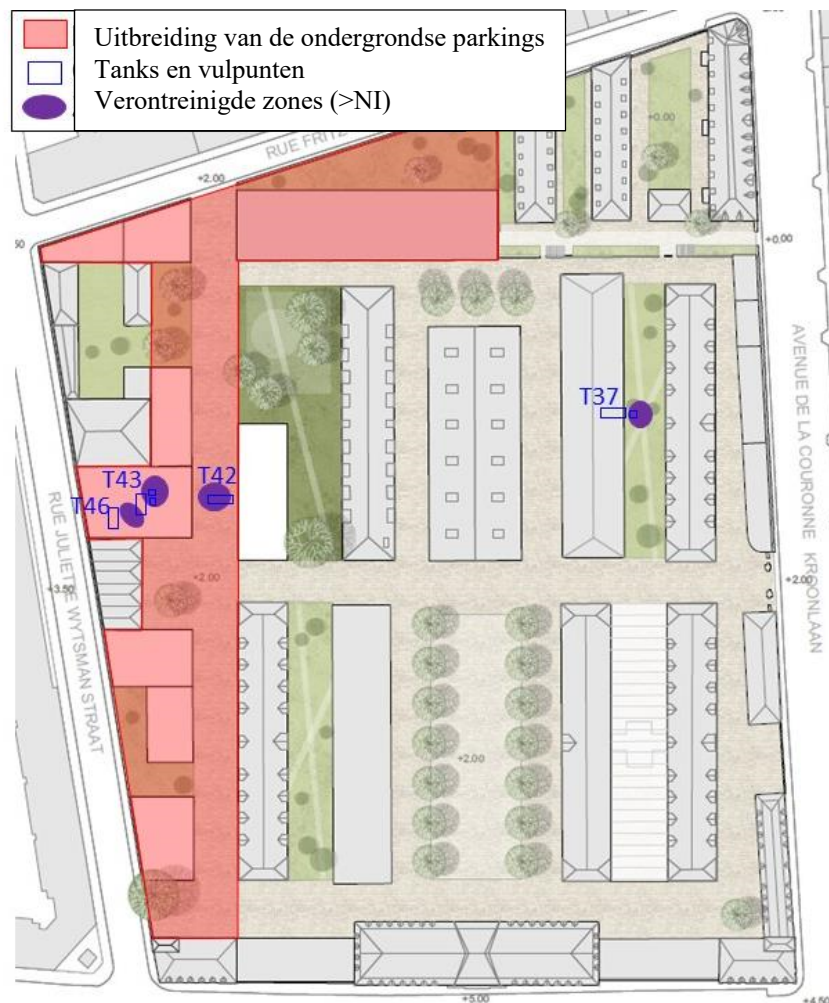 Uitbreiding van de ondergrondse parkings
Tanks en vulpunten
Verontreinigde zones (>NI)
RUE FRITZ
+2.00
+0.00
+0.00
T37
T43
T42
T46
RUE JULIETTE WYTSMAN STRAAT
AVENUE DE LA COURONNE KROONLAAN
+3.50
+2.00
+2.00
+2.00
+5.00
+4.50